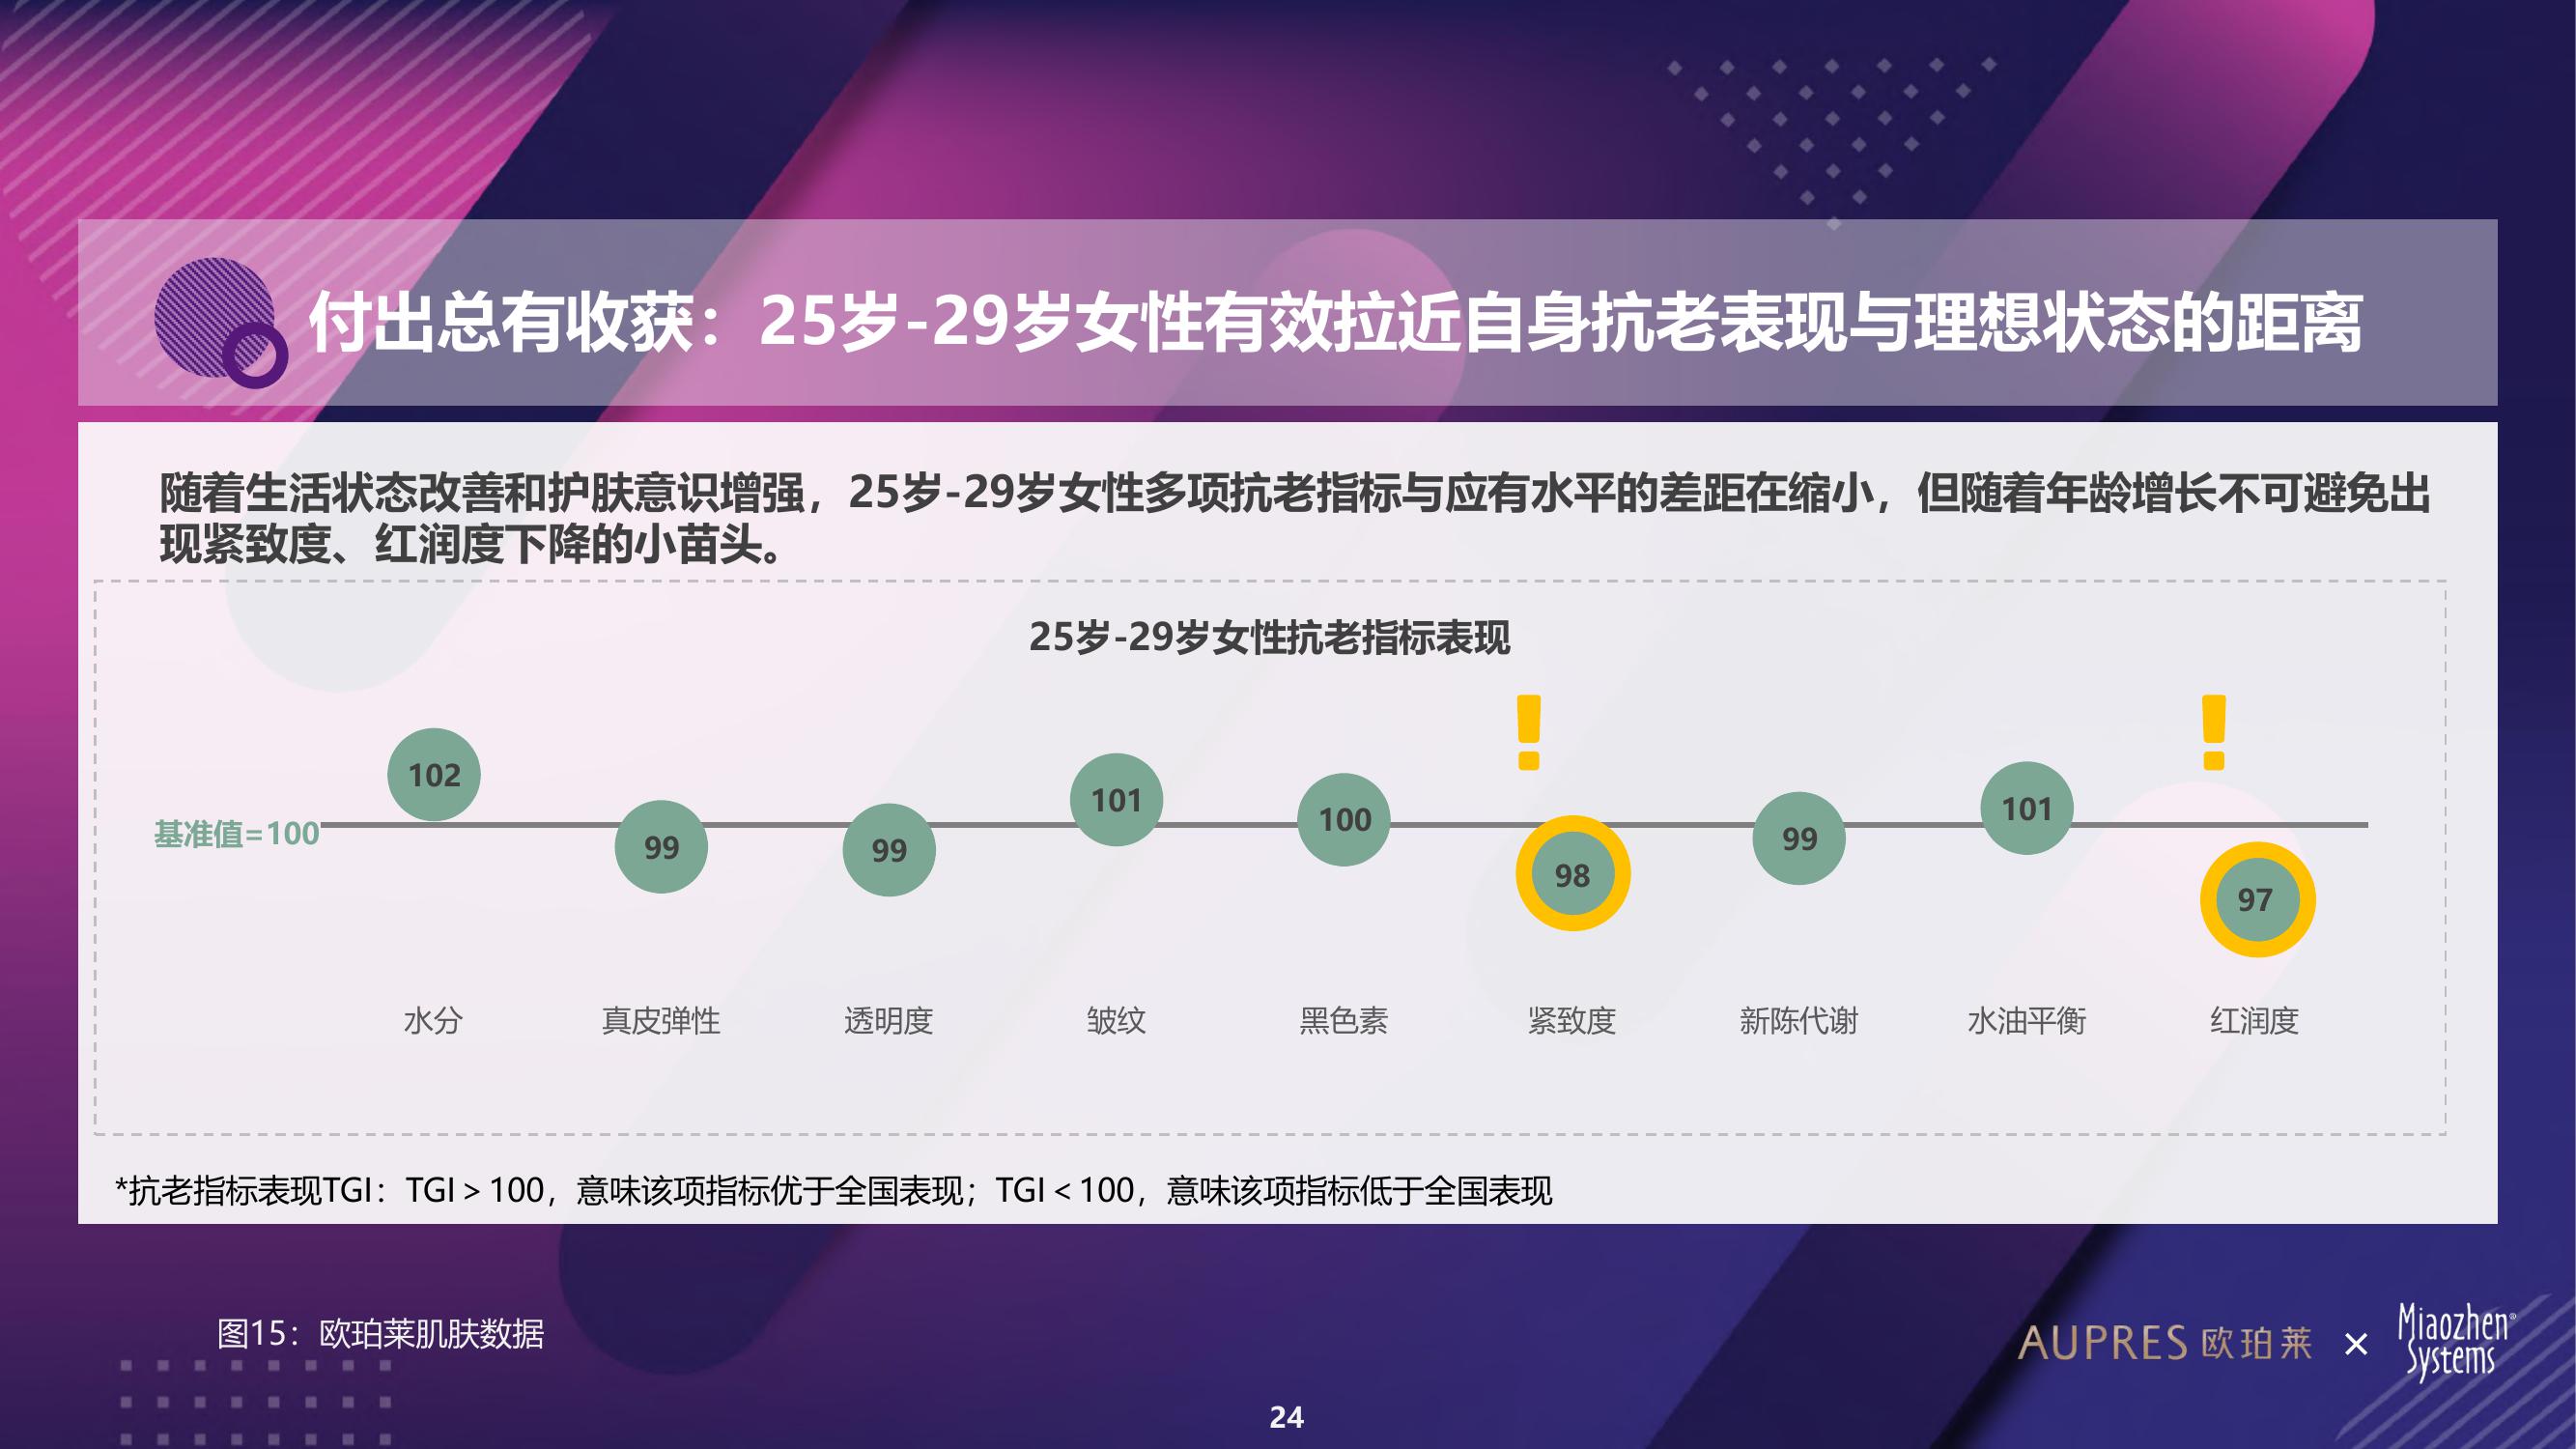 付出总有收获：25岁-29岁女性有效拉近自身抗老表现与理想状态的距离
随着生活状态改善和护肤意识增强，25岁-29岁女性多项抗老指标与应有水平的差距在缩小，但随着年龄增长不可避免出
现紧致度、红润度下降的小苗头。
25岁-29岁女性抗老指标表现
! !
102 99 99 101 100 98 99 101 97
基准值=100
水分 真皮弹性 透明度 皱纹 黑色素 紧致度 新陈代谢 水油平衡 红润度
*抗老指标表现TGI：TGI＞100，意味该项指标优于全国表现；TGI＜100，意味该项指标低于全国表现
图15：欧珀莱肌肤数据
AUPRES 欧珀莱 × Miaozhen®
Systems
24